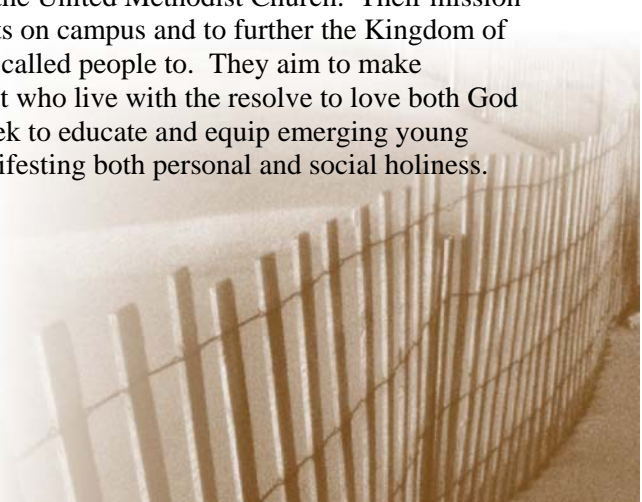 the United Methodist Church.  Their mission
ts on campus and to further the Kingdom of
called people to.  They aim to make
t who live with the resolve to love both God
ek to educate and equip emerging young
ifesting both personal and social holiness.